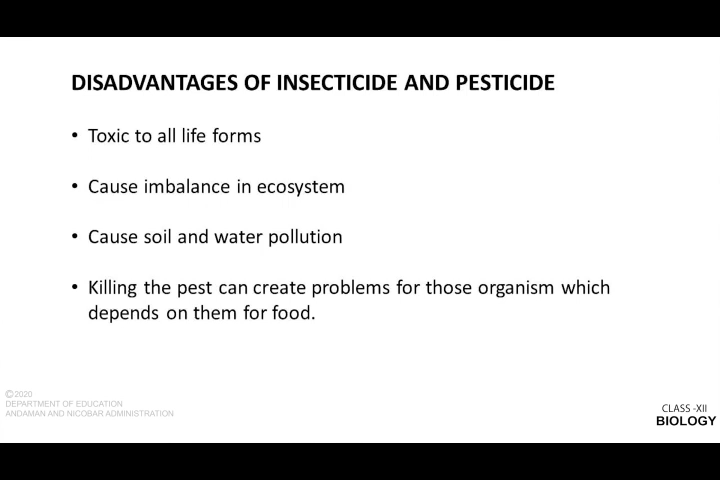 DISADVANTAGES OF INSECTICIDE AND PESTICIDE
• Toxic to all life forms
• Cause imbalance in ecosystem
• Cause soil and water pollution
• Killing the pest can create problems for those organism which
depends on them for food.
©2020
DEPARTMENT OF EDUCATION
ANDAMAN AND NICOBAR ADMINISTRATION
CLASS -XII
BIOLOGY